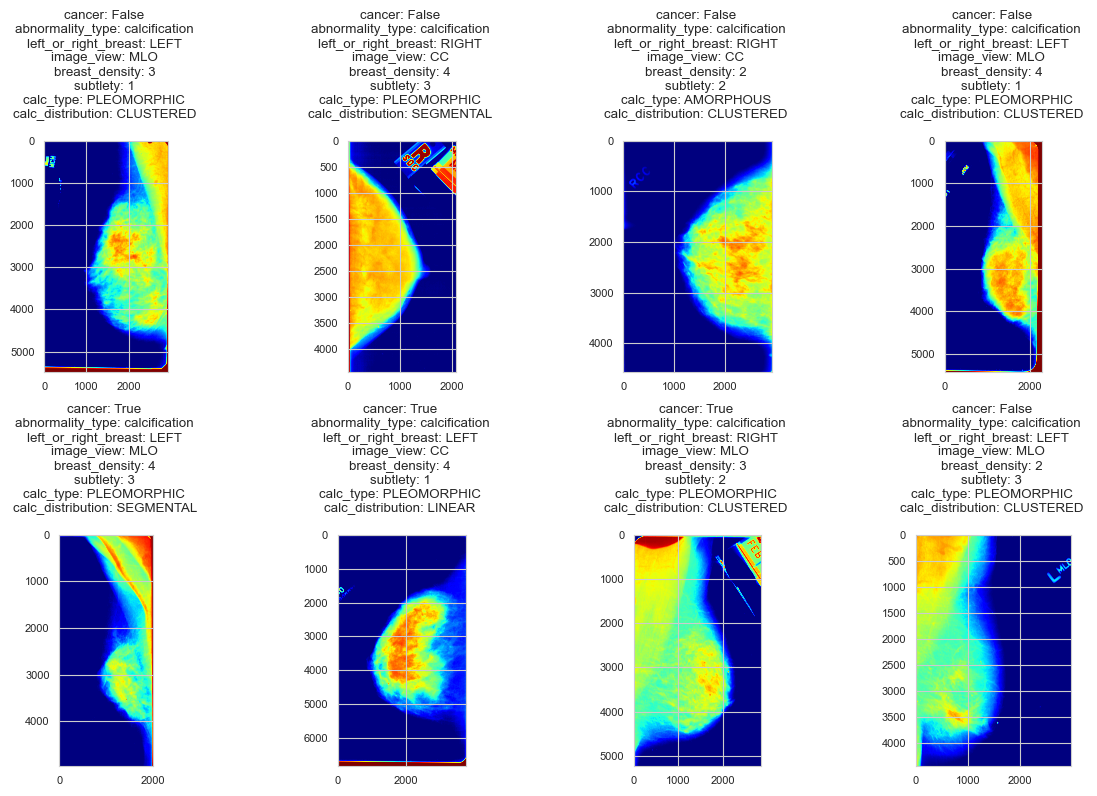 cancer: False
abnormality_type: calcification
left_or_right_breast: LEFT
image_view: MLO
breast_density: 3
subtlety: 1
calc_type: PLEOMORPHIC
calc_distribution: CLUSTERED
0
1000
2000
3000
4000
5000
0
1000
2000
cancer: False
abnormality_type: calcification
left_or_right_breast: RIGHT
image_view: CC
breast_density: 4
subtlety: 3
calc_type: PLEOMORPHIC
calc_distribution: SEGMENTAL
0
500
1000
1500
2000
2500
3000
3500
4000
0
1000
2000
R
cancer: False
abnormality_type: calcification
left_or_right_breast: RIGHT
image_view: CC
breast_density: 2
subtlety: 2
calc_type: AMORPHOUS
calc_distribution: CLUSTERED
0
1000
2000
3000
4000
0
1000
2000
cancer: False
abnormality_type: calcification
left_or_right_breast: LEFT
image_view: MLO
breast_density: 4
subtlety: 1
calc_type: PLEOMORPHIC
calc_distribution: CLUSTERED
0
1000
2000
3000
4000
5000
0
2000
cancer: True
abnormality_type: calcification
left_or_right_breast: LEFT
image_view: MLO
breast_density: 4
subtlety: 3
calc_type: PLEOMORPHIC
calc_distribution: SEGMENTAL
0
1000
2000
3000
4000
0
2000
cancer: True
abnormality_type: calcification
left_or_right_breast: LEFT
image_view: CC
breast_density: 4
subtlety: 1
calc_type: PLEOMORPHIC
calc_distribution: LINEAR
0
1000
2000
3000
4000
5000
6000
0
2000
cancer: True
abnormality_type: calcification
left_or_right_breast: RIGHT
image_view: MLO
breast_density: 3
subtlety: 2
calc_type: PLEOMORPHIC
calc_distribution: CLUSTERED
0
1000
2000
3000
4000
5000
0
1000
2000
cancer: False
abnormality_type: calcification
left_or_right_breast: LEFT
image_view: MLO
breast_density: 2
subtlety: 3
calc_type: PLEOMORPHIC
calc_distribution: CLUSTERED
0
500
1000
1500
2000
2500
3000
3500
4000
0
1000
2000
L MLO